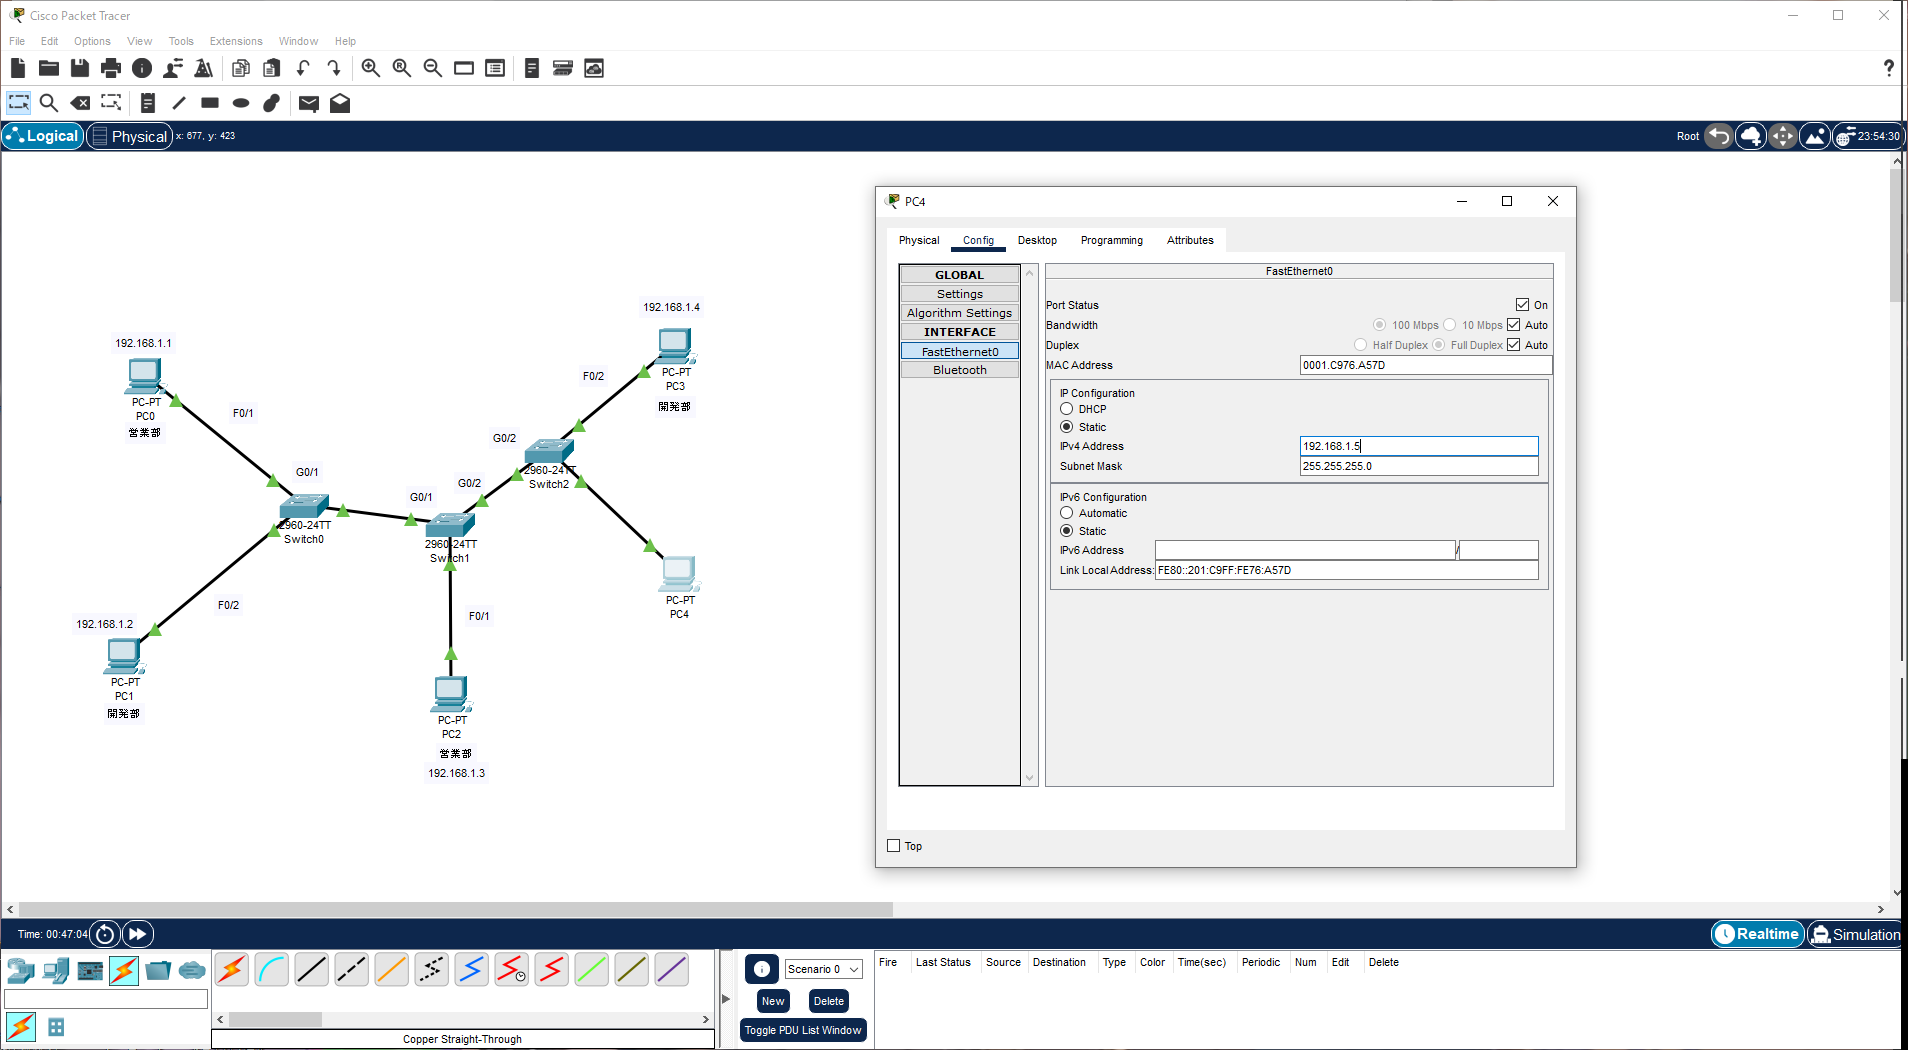 Cisco Packet Tracer
File Edit Options View Tools Extensions Window Help
Logical Physical x: 677, y: 423 Root 23:54:30
192.168.1.1
PC-PT
PC0
営業部
F0/1
G0/1
2960-24TT
Switch0
192.168.1.2
PC-PT
PC1
開発部
F0/2
G0/1
G0/2
2960-24TT
Switch1
F0/1
PC-PT
PC2
営業部
192.168.1.3
G0/2
2960-24TT
Switch2
F0/2
192.168.1.4
PC-PT
PC3
開発部
PC-PT
PC4
PC4
Physical Config Desktop Programming Attributes
GLOBAL
Settings
Algorithm Settings
INTERFACE
FastEthernet0
Bluetooth
FastEthernet0
Port Status On
Bandwidth 100 Mbps 10 Mbps Auto
Duplex Half Duplex Full Duplex Auto
MAC Address 0001.C976.A57D
IP Configuration
DHCP
Static
IPv4 Address 192.168.1.5
Subnet Mask 255.255.255.0
IPv6 Configuration
Automatic
Static
IPv6 Address /
Link Local Address: FE80::201:C9FF:FE76:A57D
Top
Time: 00:47:04 Realtime Simulation
Scenario 0
New Delete
Toggle PDU List Window
Fire Last Status Source Destination Type Color Time(sec) Periodic Num Edit Delete
Copper Straight-Through